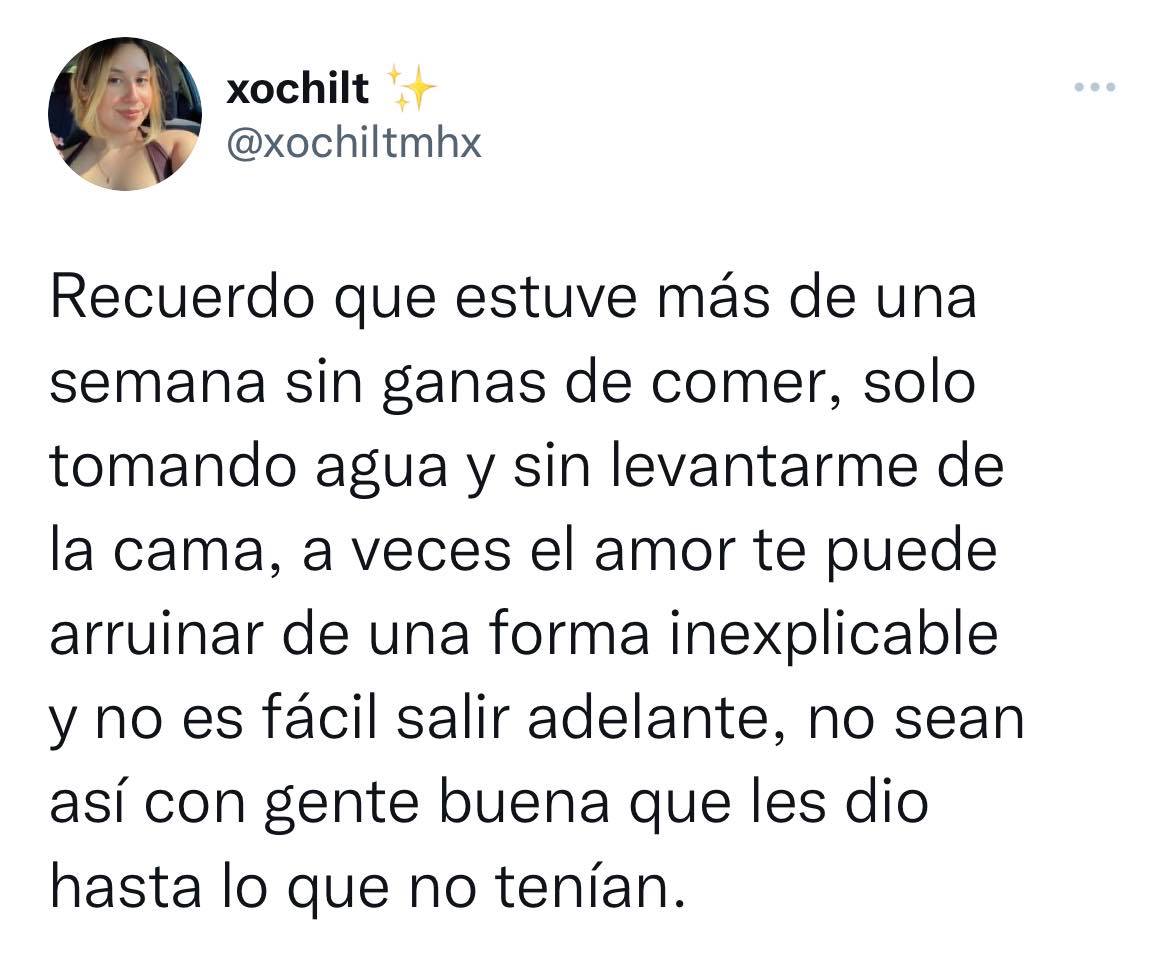 xochilt ✨
@xochiltmhx
Recuerdo que estuve más de una
semana sin ganas de comer, solo
tomando agua y sin levantarme de
la cama, a veces el amor te puede
arruinar de una forma inexplicable
y no es fácil salir adelante, no sean
así con gente buena que les dio
hasta lo que no tenían.